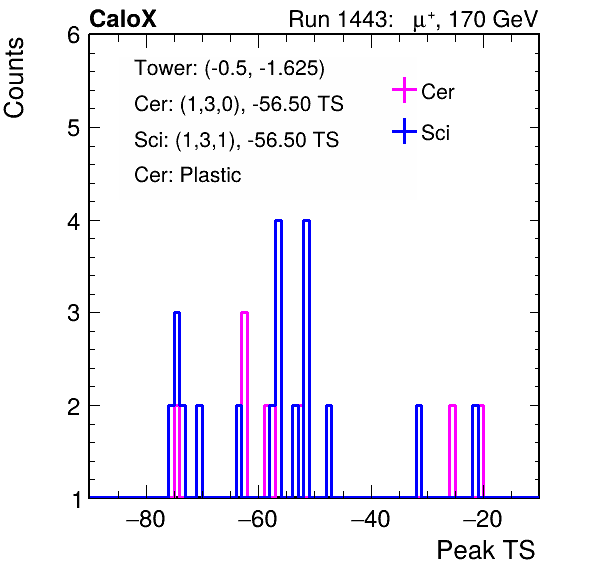 CaloX Run 1443: μ⁺, 170 GeV
Counts
Tower: (-0.5, -1.625)
Cer: (1,3,0), -56.50 TS
Sci: (1,3,1), -56.50 TS
Cer: Plastic
Cer
Sci
6
5
4
3
2
1
−80 −60 −40 −20
Peak TS